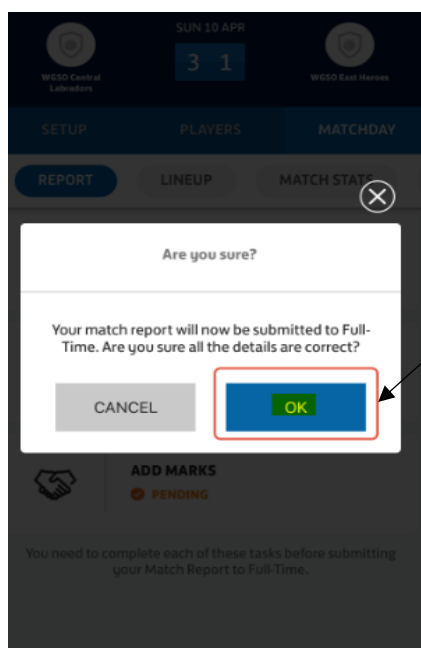 SUN 10 APR
3 1
WGSO Central
Labradors
WGSO East Heroes
SETUP PLAYERS MATCHDAY
REPORT LINEUP MATCH STATS
Are you sure?
Your match report will now be submitted to Full-
Time. Are you sure all the details are correct?
CANCEL OK
ADD MARKS
PENDING
You need to complete each of these tasks before submitting
your Match Report to Full-Time.